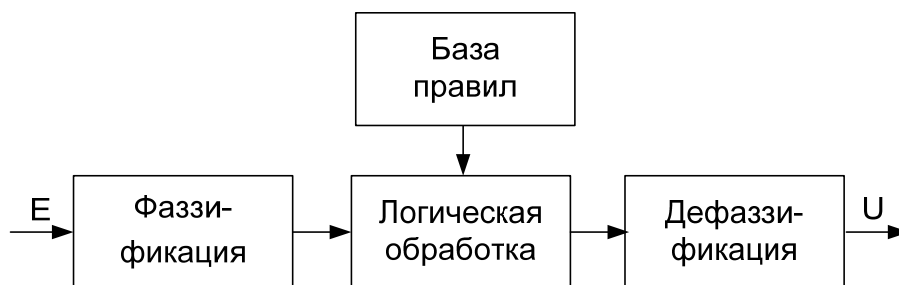 База
правил
E
Фаззи-
фикация
Логическая
обработка
Дефаззи-
фикация
U